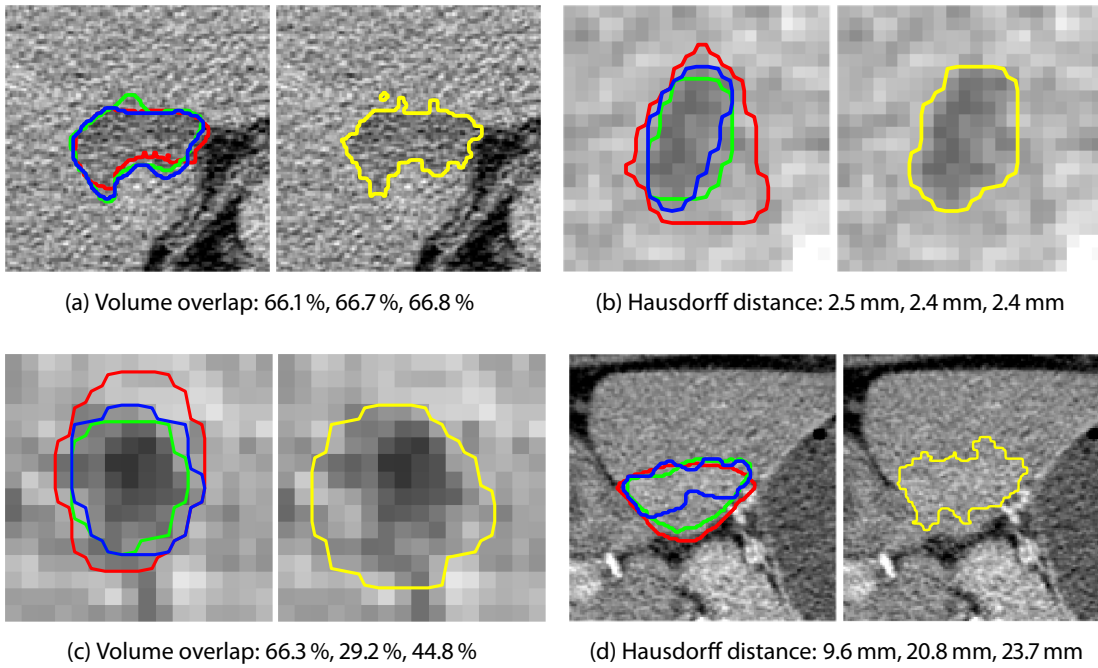 (a) Volume overlap: 66.1 %, 66.7 %, 66.8 %
(b) Hausdorff distance: 2.5 mm, 2.4 mm, 2.4 mm
(c) Volume overlap: 66.3 %, 29.2 %, 44.8 %
(d) Hausdorff distance: 9.6 mm, 20.8 mm, 23.7 mm